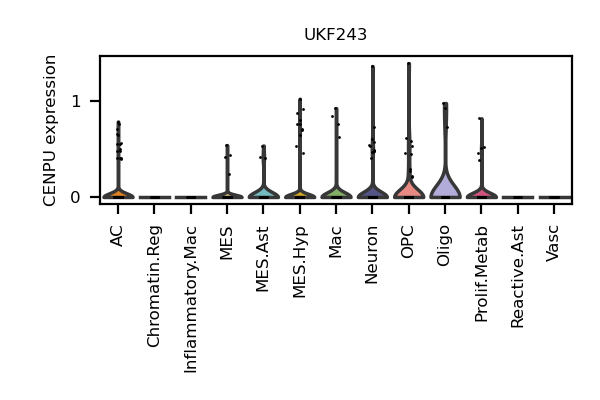 UKF243
CENPU expression
1
0
AC
Chromatin.Reg
Inflammatory.Mac
MES
MES.Ast
MES.Hyp
Mac
Neuron
OPC
Oligo
Prolif.Metab
Reactive.Ast
Vasc